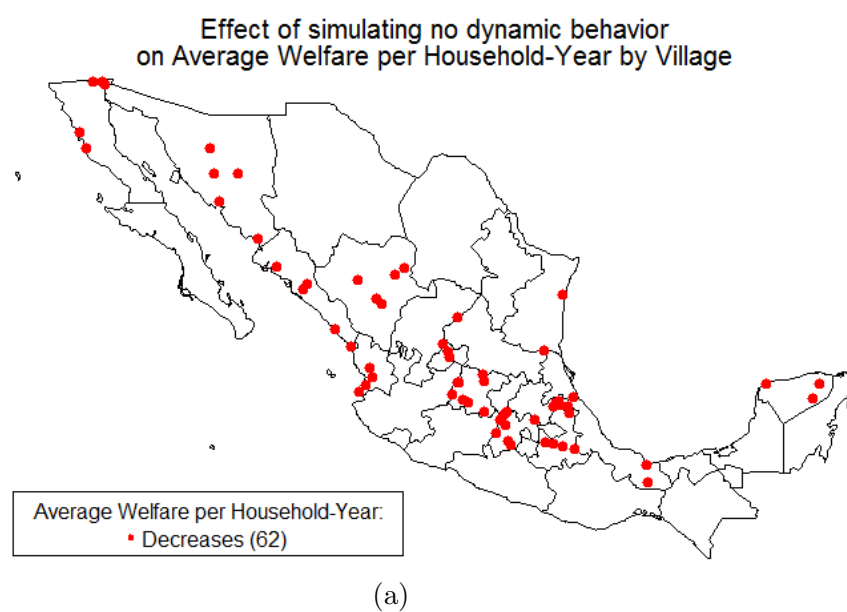 Effect of simulating no dynamic behavior
on Average Welfare per Household-Year by Village
Average Welfare per Household-Year:
Decreases (62)
(a)